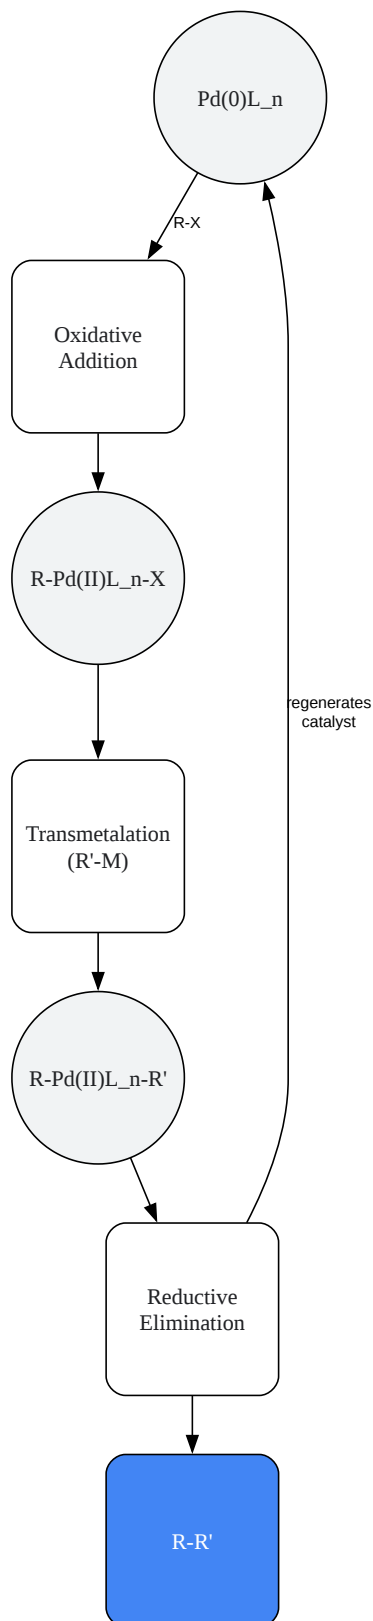 Pd(0)L_n
R-X
Oxidative
Addition
R-Pd(II)L_n-X
regenerates
catalyst
Transmetalation
(R'-M)
R-Pd(II)L_n-R'
Reductive
Elimination
R-R'